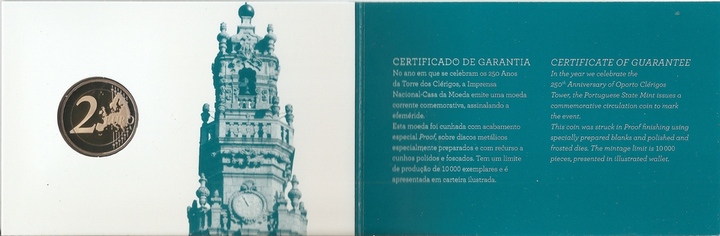 2
CERTIFICADO DE GARANTIA
No ano em que se celebram os 250 Anos
da Torre dos Clérigos, a Imprensa
Nacional-Casa da Moeda emite uma moeda
corrente comemorativa, assinalando a
efeméride.
Esta moeda foi cunhada com acabamento
especial Proof, sobre discos metálicos
especialmente preparados e com recurso a
cunhos polidos e foscados. Tem um limite
de produção de 10 000 exemplares e é
apresentada em carteira ilustrada.
CERTIFICATE OF GUARANTEE
In the year we celebrate the
250th Anniversary of Oporto Clérigos
Tower, the Portuguese State Mint issues a
commemorative circulation coin to mark
the event.
This coin was struck in Proof finishing using
specially prepared blanks and polished and
frosted dies. The mintage limit is 10 000
pieces, presented in illustrated wallet.